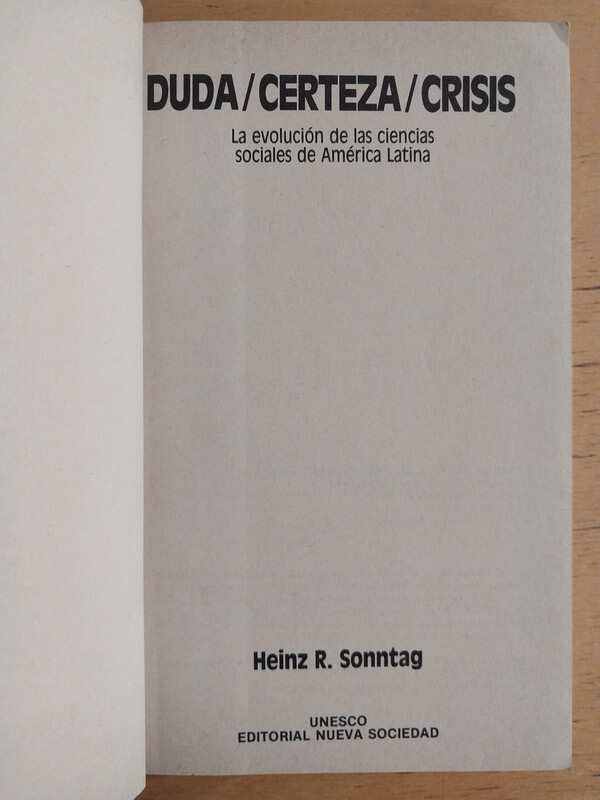 DUDA/CERTEZA/CRISIS
La evolución de las ciencias
sociales de América Latina
Heinz R. Sonntag
UNESCO
EDITORIAL NUEVA SOCIEDAD